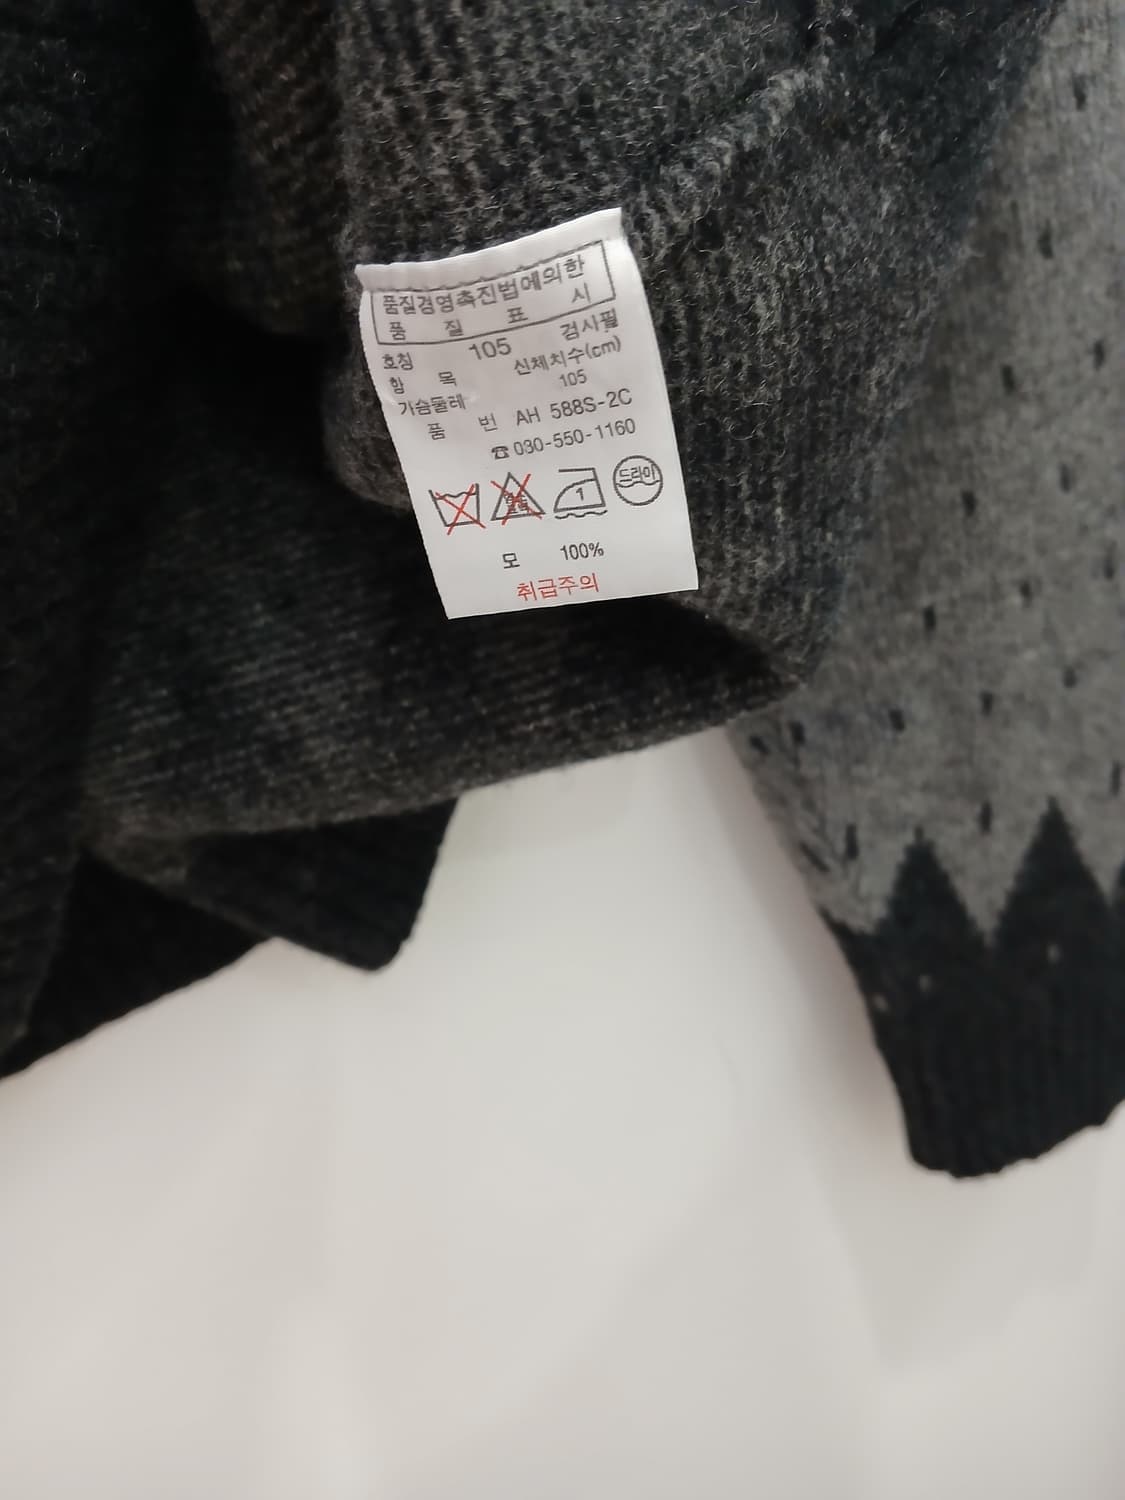 품질경영촉진법에의한
품 질 표 시
호칭 105 검사필
항 목 신체치수(cm)
가슴둘레 105
품 번 AH 588S-2C
☎030-550-1160
1 드라이
모 100%
취급주의